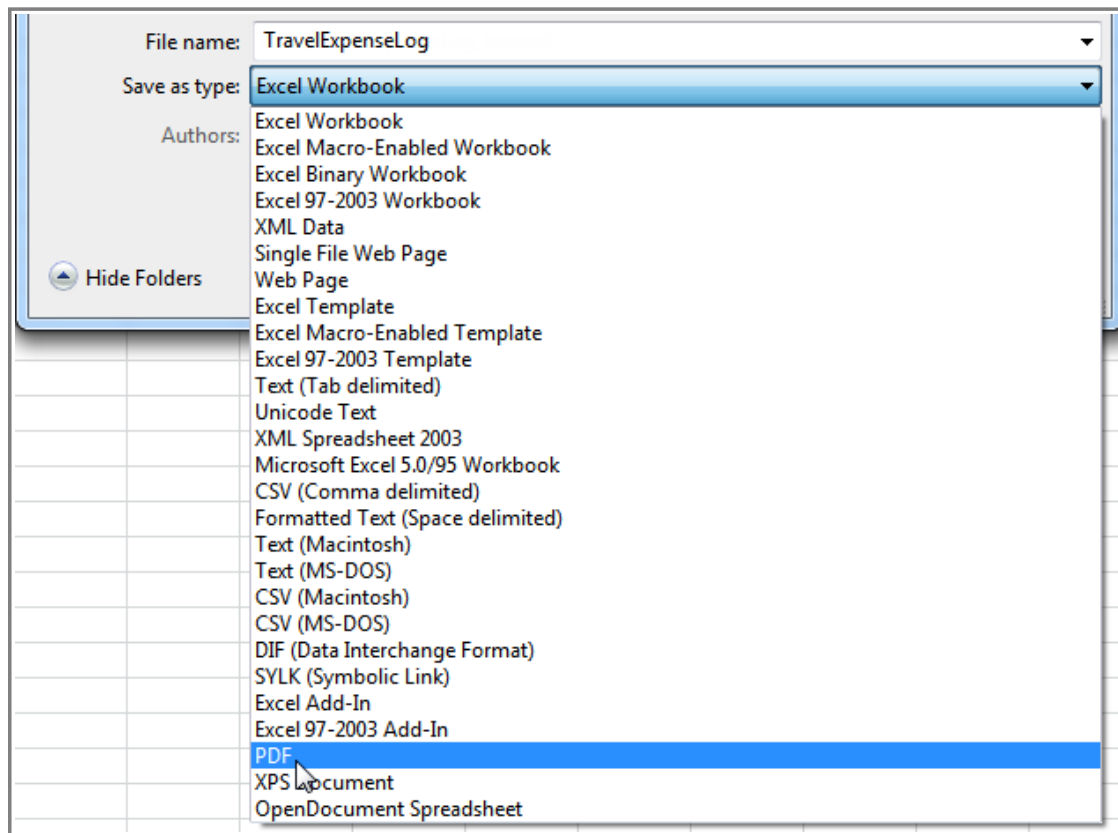 File name: TravelExpenseLog
Save as type: Excel Workbook
Authors:
Excel Workbook
Excel Macro-Enabled Workbook
Excel Binary Workbook
Excel 97-2003 Workbook
XML Data
Single File Web Page
Web Page
Excel Template
Excel Macro-Enabled Template
Excel 97-2003 Template
Text (Tab delimited)
Unicode Text
XML Spreadsheet 2003
Microsoft Excel 5.0/95 Workbook
CSV (Comma delimited)
Formatted Text (Space delimited)
Text (Macintosh)
Text (MS-DOS)
CSV (Macintosh)
CSV (MS-DOS)
DIF (Data Interchange Format)
SYLK (Symbolic Link)
Excel Add-In
Excel 97-2003 Add-In
PDF
XPS Document
OpenDocument Spreadsheet
Hide Folders